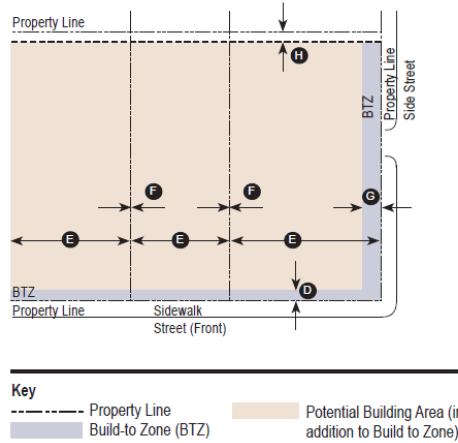 Property Line
H
BTZ
Property Line
Side Street
F
F
G
E
E
E
BTZ
D
Property Line
Sidewalk
Street (Front)
Key
Property Line
Build-to Zone (BTZ)
Potential Building Area (in
addition to Build to Zone)